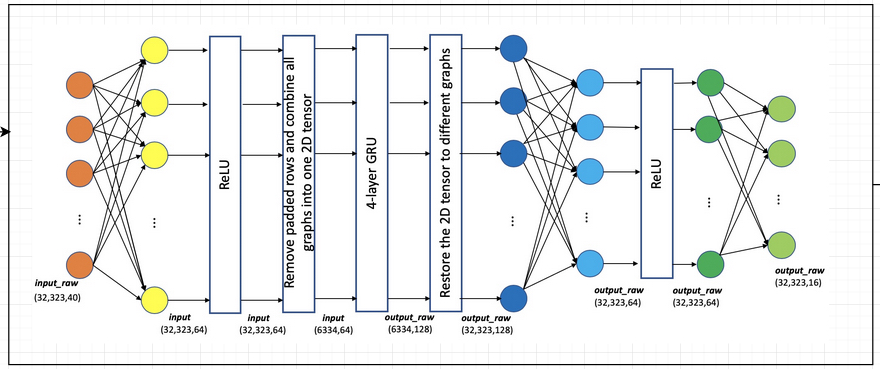 ReLU
Remove padded rows and combine all
graphs into one 2D tensor
4-layer GRU
Restore the 2D tensor to different graphs
ReLU
⋮
⋮
⋮
⋮
⋮
⋮
input_raw
(32,323,40)
input
(32,323,64)
input
(32,323,64)
input
(6334,64)
output_raw
(6334,128)
output_raw
(32,323,128)
output_raw
(32,323,64)
output_raw
(32,323,64)
output_raw
(32,323,16)